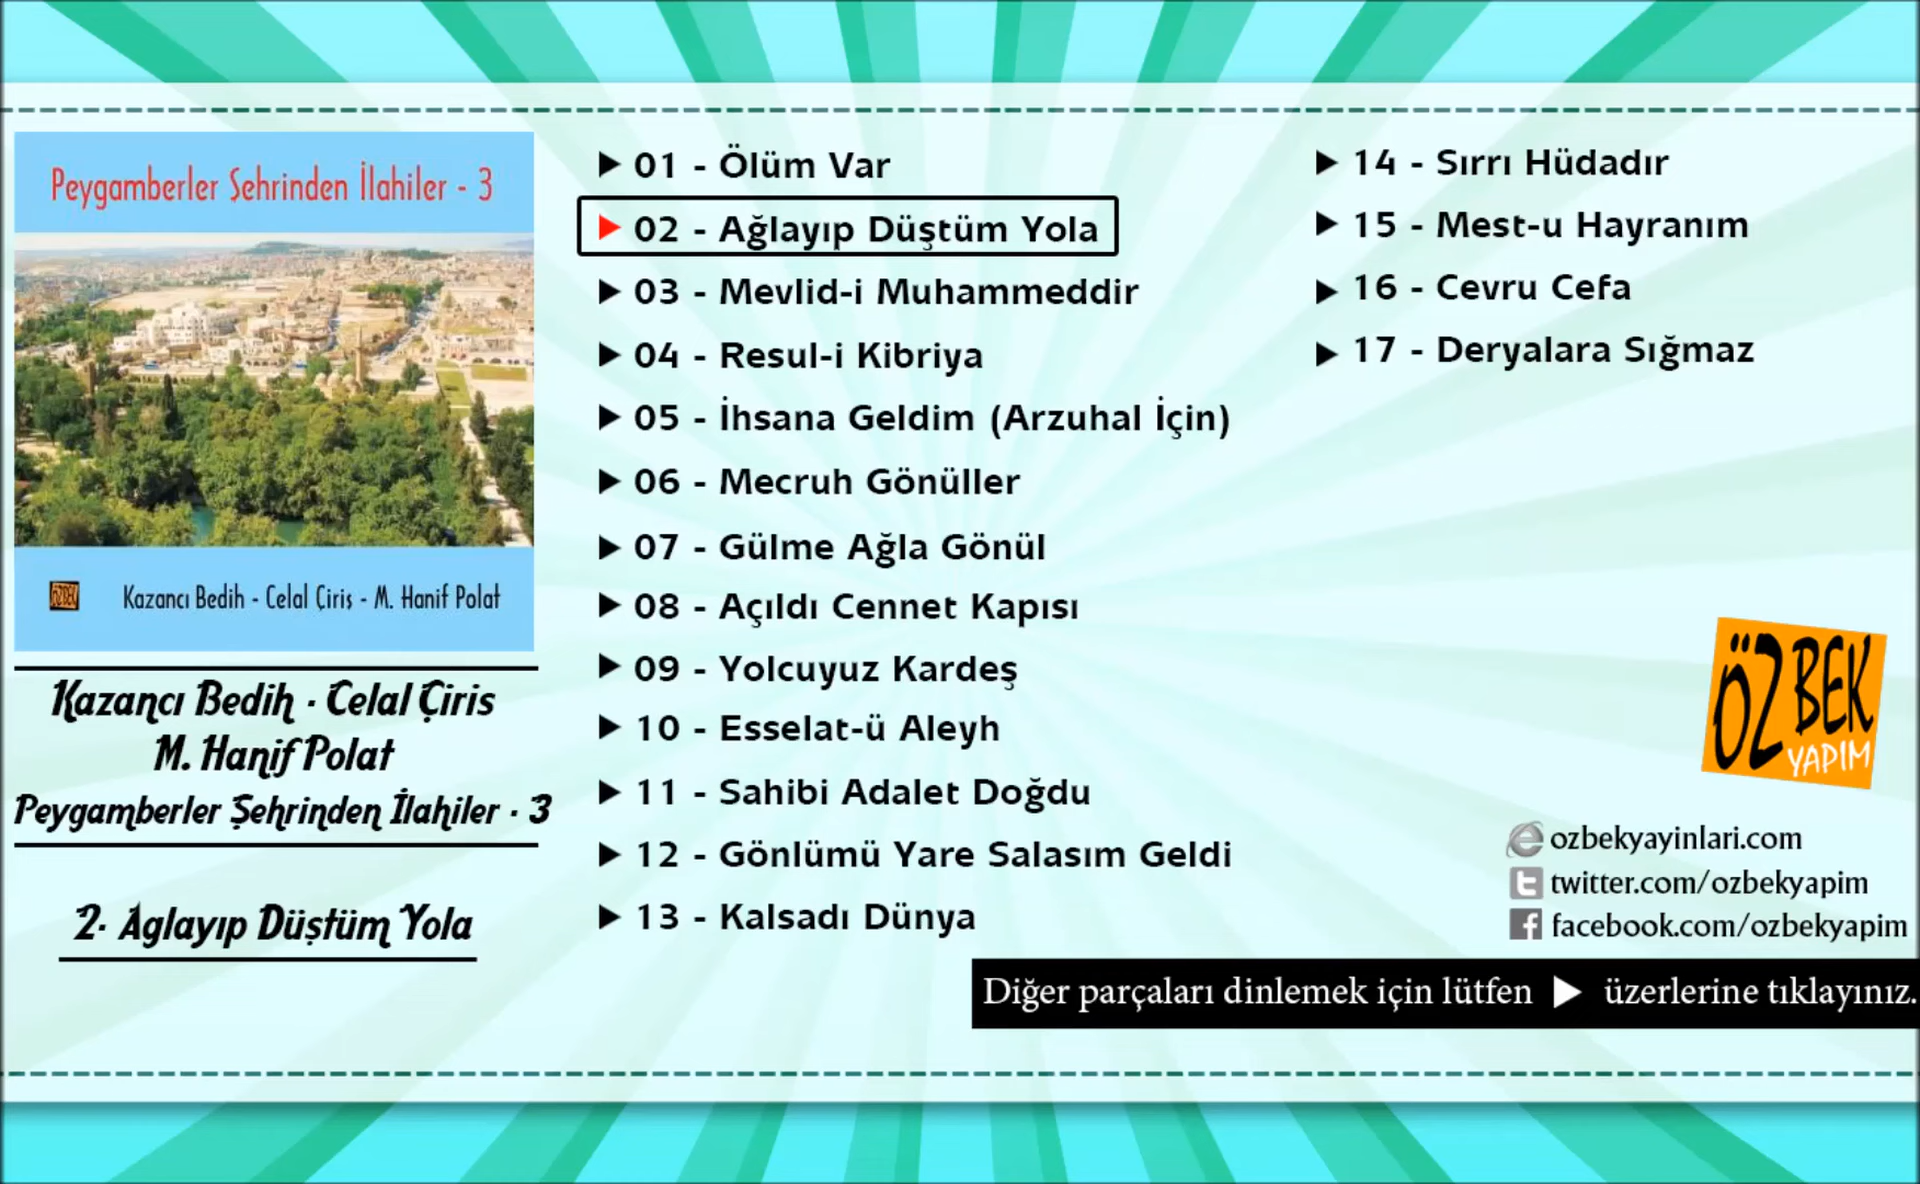 Peygamberler Şehrinden İlahiler - 3
ÖZBEK
Kazancı Bedih - Celal Çiris - M. Hanif Polat
Kazancı Bedih - Celal Çiris
M. Hanif Polat
Peygamberler Şehrinden İlahiler - 3
2. Aglayıp Düştüm Yola
01 - Ölüm Var
02 - Ağlayıp Düştüm Yola
03 - Mevlid-i Muhammeddir
04 - Resul-i Kibriya
05 - İhsana Geldim (Arzuhal İçin)
06 - Mecruh Gönüller
07 - Gülme Ağla Gönül
08 - Açıldı Cennet Kapısı
09 - Yolcuyuz Kardeş
10 - Esselat-ü Aleyh
11 - Sahibi Adalet Doğdu
12 - Gönlümü Yare Salasım Geldi
13 - Kalsadı Dünya
14 - Sırrı Hüdadır
15 - Mest-u Hayranım
16 - Cevru Cefa
17 - Deryalara Sığmaz
ÖZBEK
YAPIM
ozbekyayinlari.com
twitter.com/ozbekyapim
facebook.com/ozbekyapim
Diğer parçaları dinlemek için lütfen ▶ üzerlerine tıklayınız.